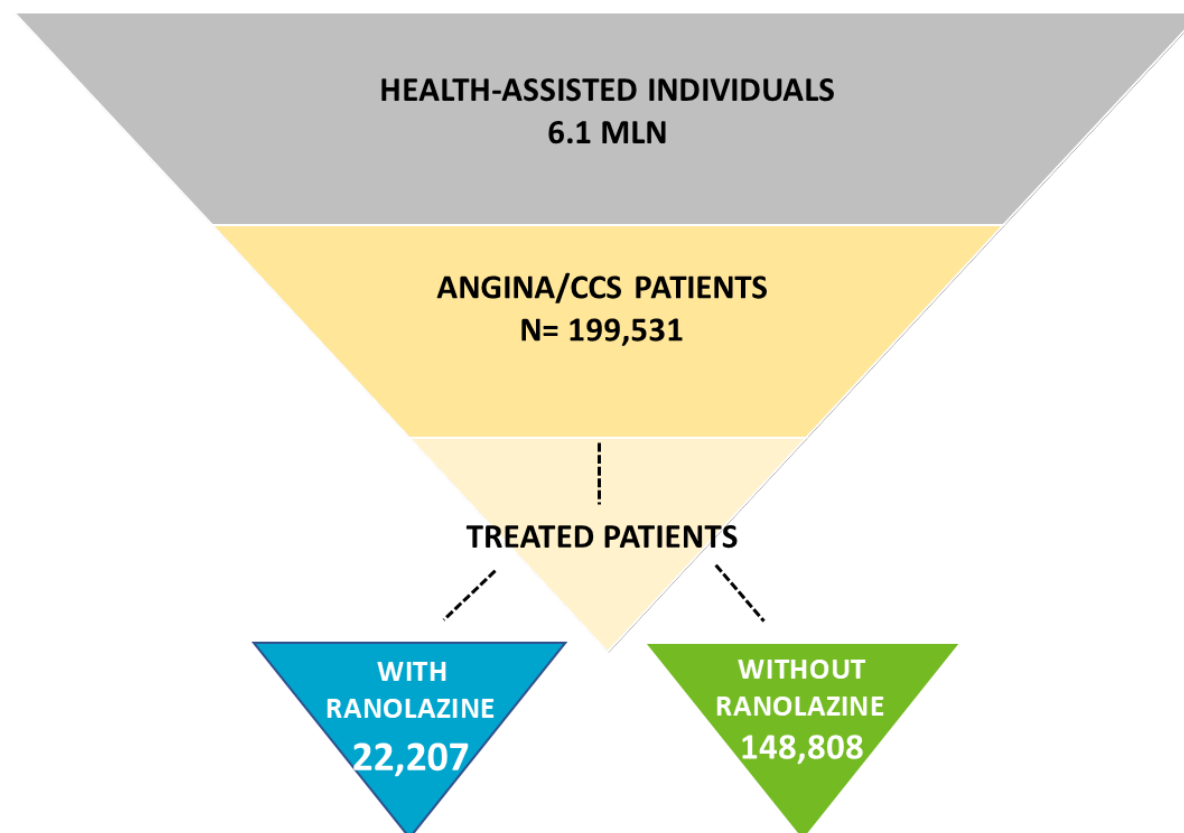 HEALTH-ASSISTED INDIVIDUALS
6.1 MLN
ANGINA/CCS PATIENTS
N= 199,531
TREATED PATIENTS
WITH
RANOLAZINE
22,207
WITHOUT
RANOLAZINE
148,808